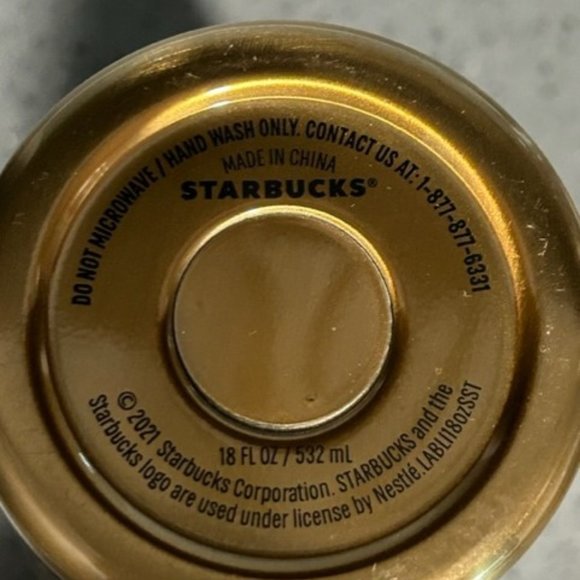 DO NOT MICROWAVE / HAND WASH ONLY. CONTACT US AT: 1-877-877-6331
MADE IN CHINA
STARBUCKS®
18 FL OZ / 532 mL
© 2021 Starbucks Corporation. STARBUCKS and the
Starbucks logo are used under license by Nestlé. LABLI18OZSST